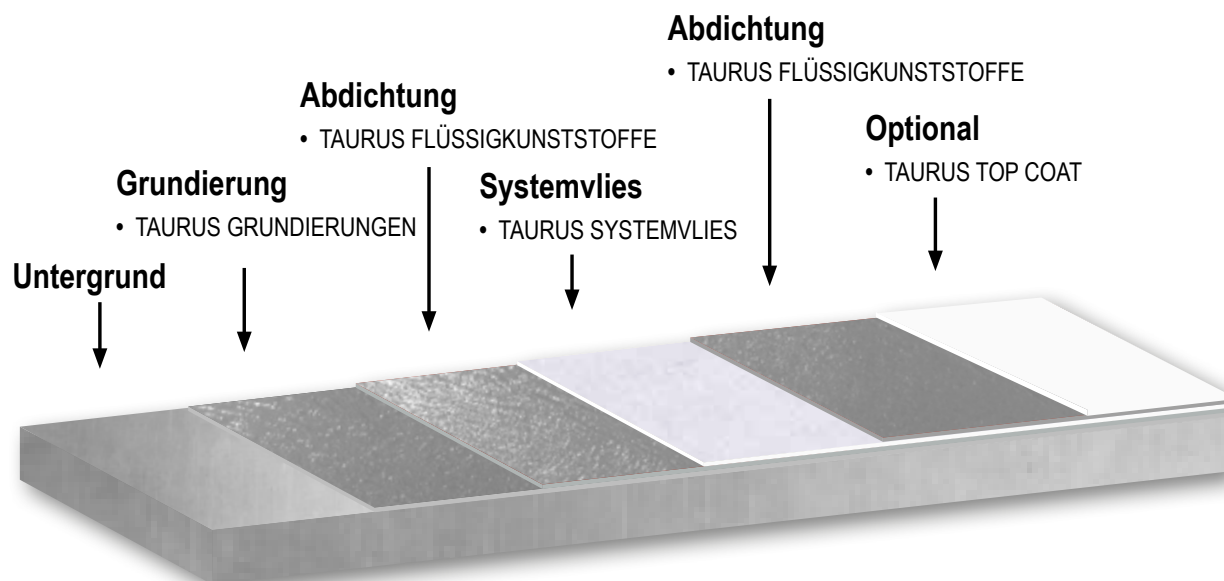 Untergrund
Grundierung
• TAURUS GRUNDIERUNGEN
Abdichtung
• TAURUS FLÜSSIGKUNSTSTOFFE
Systemvlies
• TAURUS SYSTEMVLIES
Abdichtung
• TAURUS FLÜSSIGKUNSTSTOFFE
Optional
• TAURUS TOP COAT